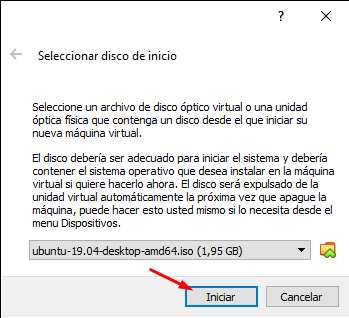 ?
Seleccionar disco de inicio
Seleccione un archivo de disco óptico virtual o una unidad
óptica física que contenga un disco desde el que iniciar su
nueva máquina virtual.
El disco debería ser adecuado para iniciar el sistema y debería
contener el sistema operativo que desea instalar en la máquina
virtual si quiere hacerlo ahora. El disco será expulsado de la
unidad virtual automáticamente la próxima vez que apague la
máquina, puede hacer esto usted mismo si lo necesita desde el
menu Dispositivos.
ubuntu-19.04-desktop-amd64.iso (1,95 GB)
Iniciar Cancelar